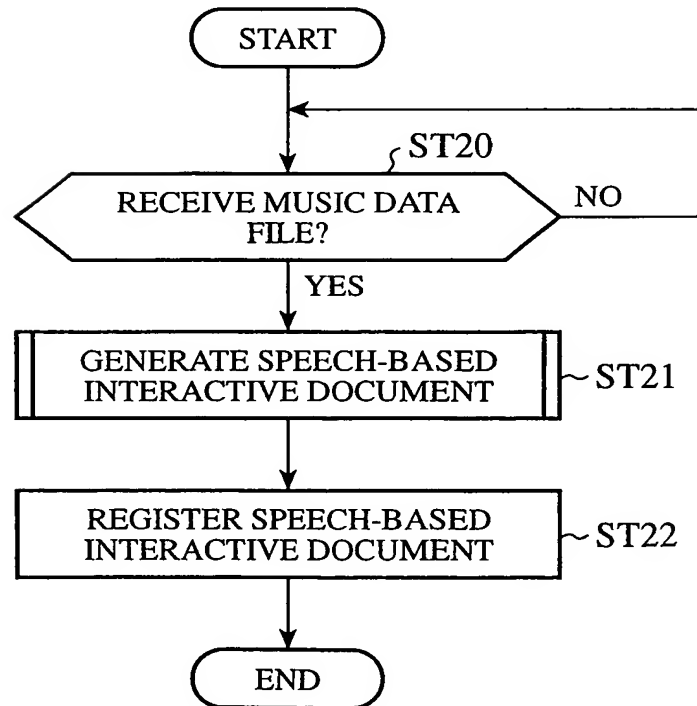 START
ST20
RECEIVE MUSIC DATA
FILE?
NO
YES
GENERATE SPEECH-BASED
INTERACTIVE DOCUMENT
ST21
REGISTER SPEECH-BASED
INTERACTIVE DOCUMENT
ST22
END